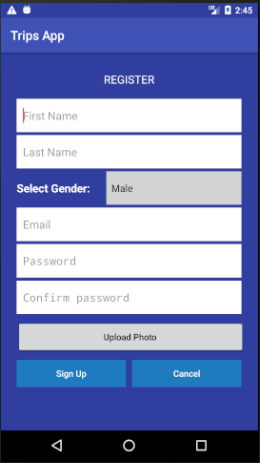 2:45
Trips App
REGISTER
First Name
Last Name
Select Gender: Male
Email
Password
Confirm password
Upload Photo
Sign Up Cancel